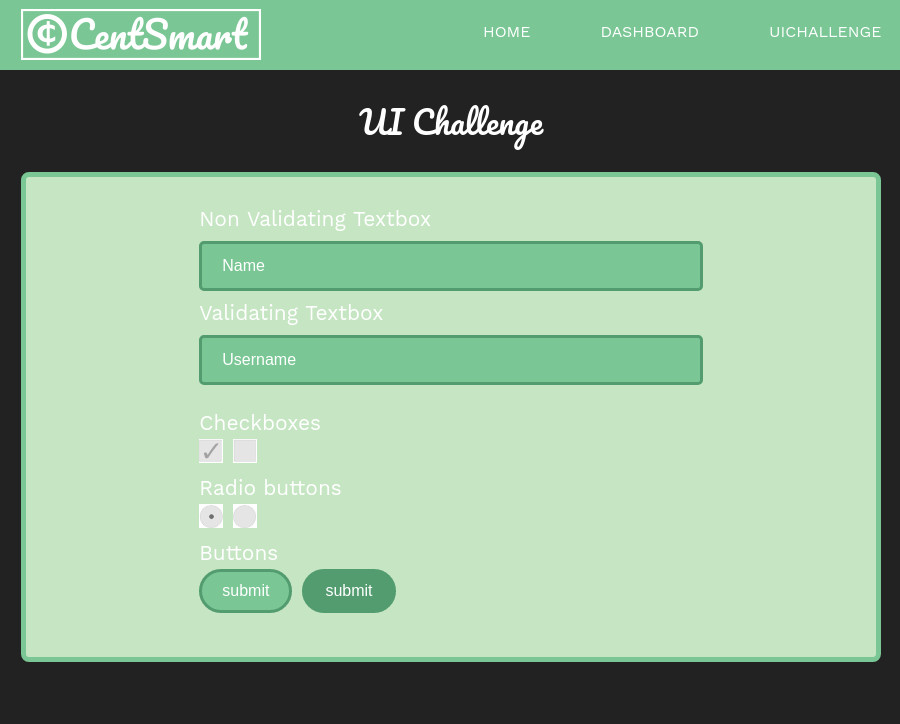 ₵CentSmart
HOME DASHBOARD UICHALLENGE
UI Challenge
Non Validating Textbox
Name
Validating Textbox
Username
Checkboxes
Radio buttons
Buttons
submit submit